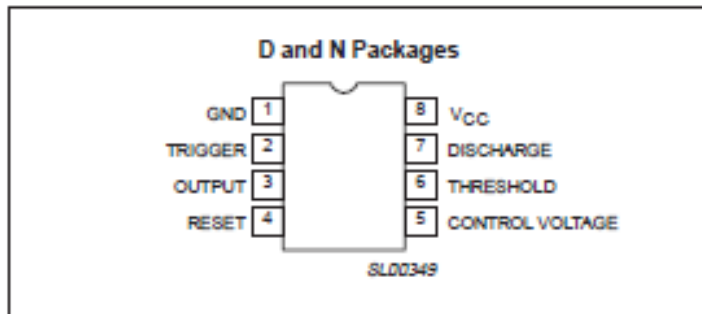 D and N Packages
GND 1 8 VCC
TRIGGER 2 7 DISCHARGE
OUTPUT 3 6 THRESHOLD
RESET 4 5 CONTROL VOLTAGE
SL00349